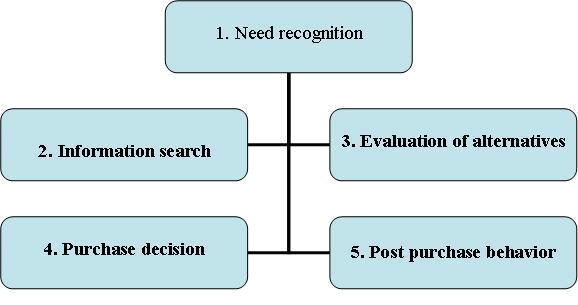 1. Need recognition
2. Information search
3. Evaluation of alternatives
4. Purchase decision
5. Post purchase behavior